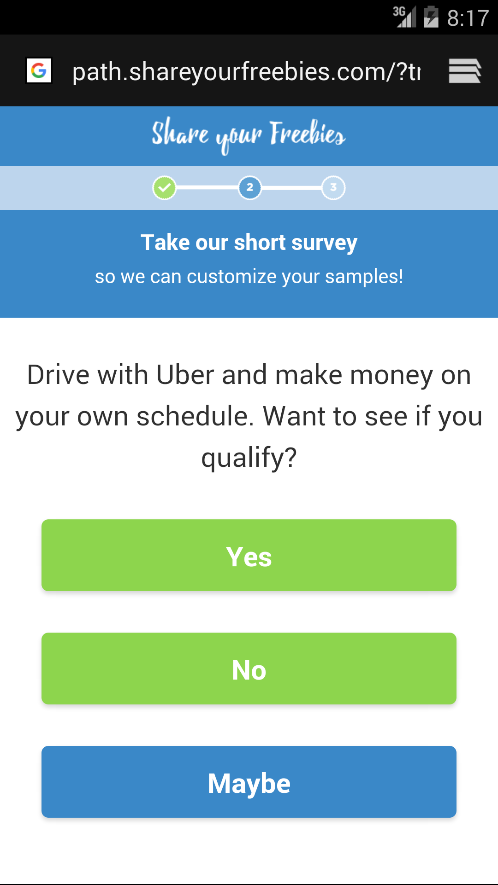 3G 8:17
G path.shareyourfreebies.com/?tr
Share your Freebies
2 3
Take our short survey
so we can customize your samples!
Drive with Uber and make money on
your own schedule. Want to see if you
qualify?
Yes
No
Maybe